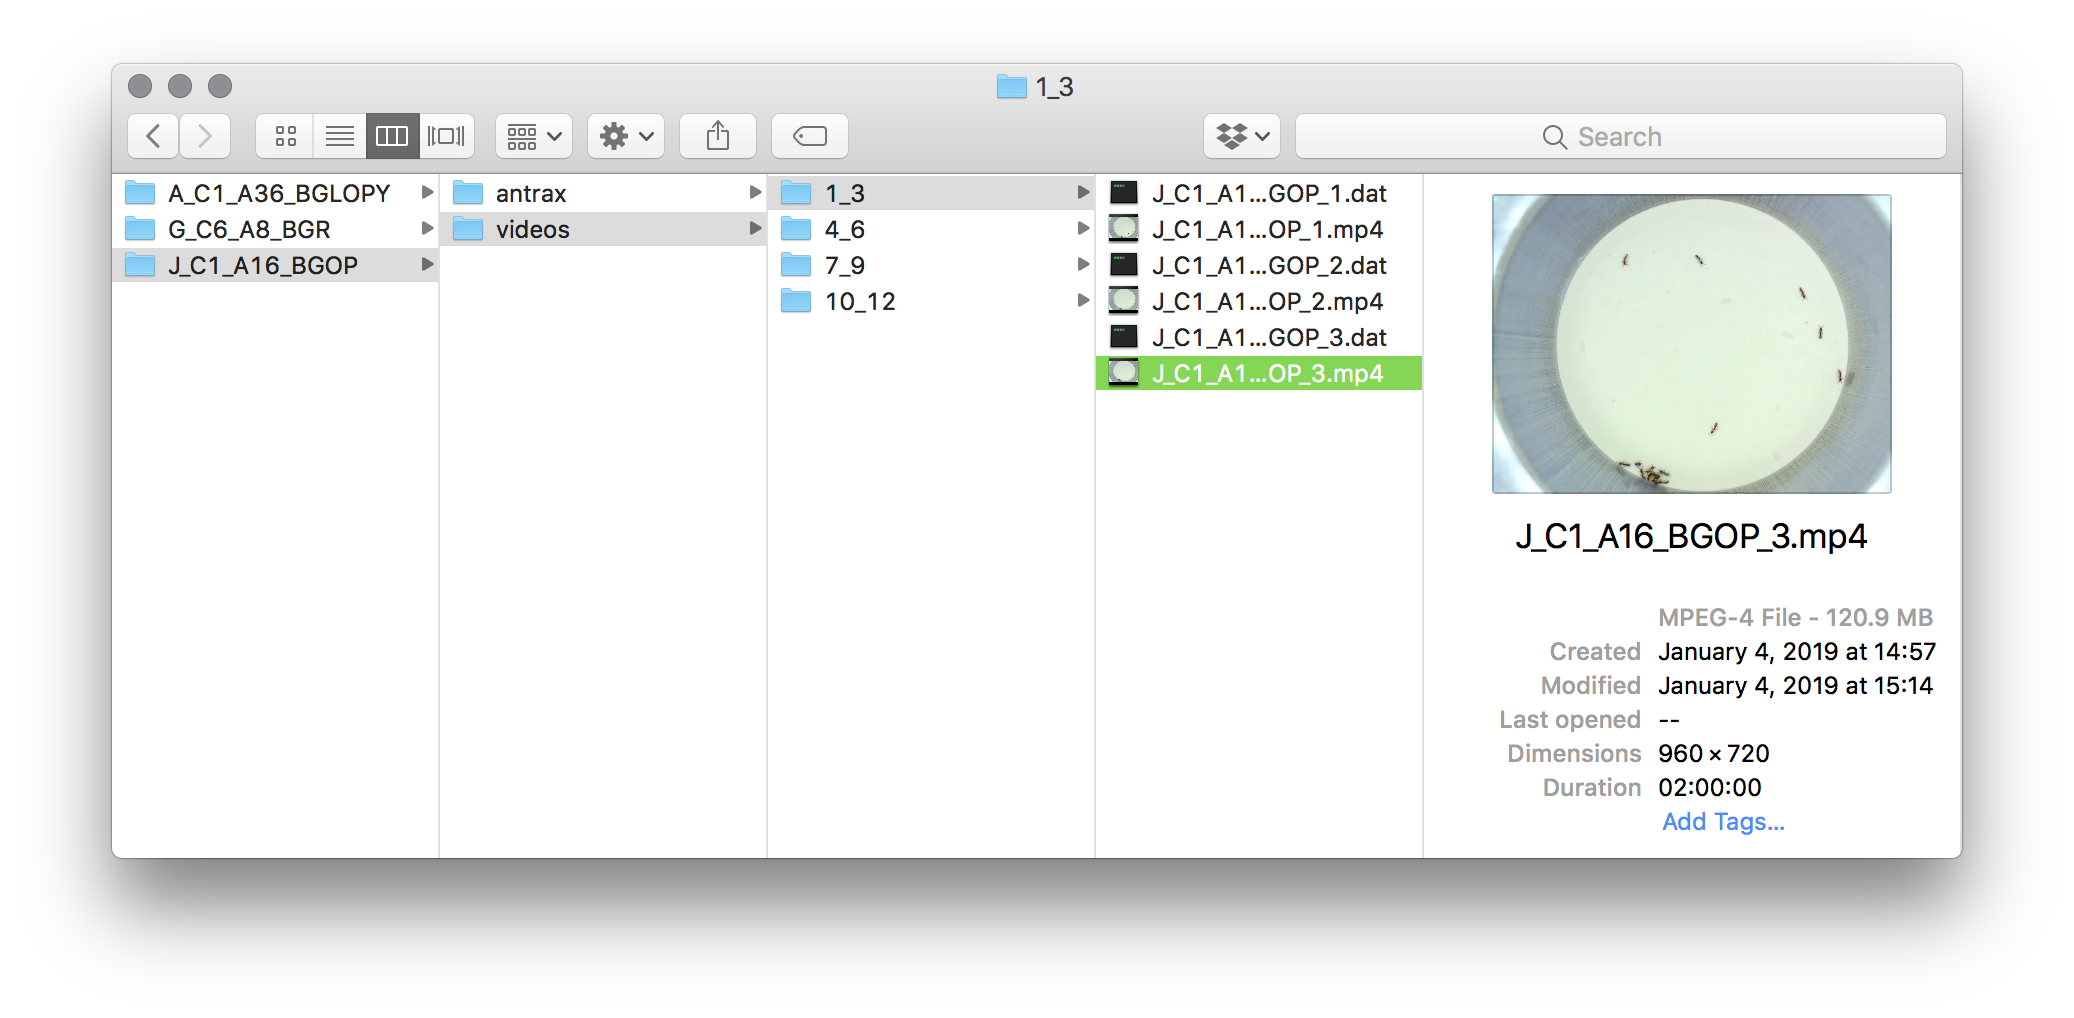 1_3
Search
A_C1_A36_BGLOPY
G_C6_A8_BGR
J_C1_A16_BGOP
antrax
videos
1_3
4_6
7_9
10_12
J_C1_A1...GOP_1.dat
J_C1_A1...OP_1.mp4
J_C1_A1...GOP_2.dat
J_C1_A1...OP_2.mp4
J_C1_A1...GOP_3.dat
J_C1_A1...OP_3.mp4
J_C1_A16_BGOP_3.mp4
MPEG-4 File - 120.9 MB
Created January 4, 2019 at 14:57
Modified January 4, 2019 at 15:14
Last opened --
Dimensions 960 × 720
Duration 02:00:00
Add Tags...